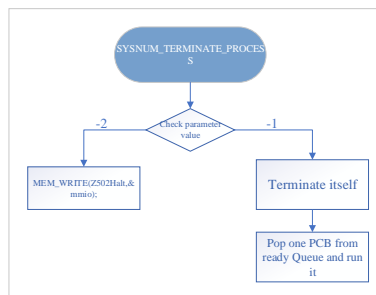 SYSNUM_TERMINATE_PROCES
S
Check parameter
value
-2
-1
MEM_WRITE(Z502Halt,&
mmio);
Terminate itself
Pop one PCB from
ready Queue and run
it